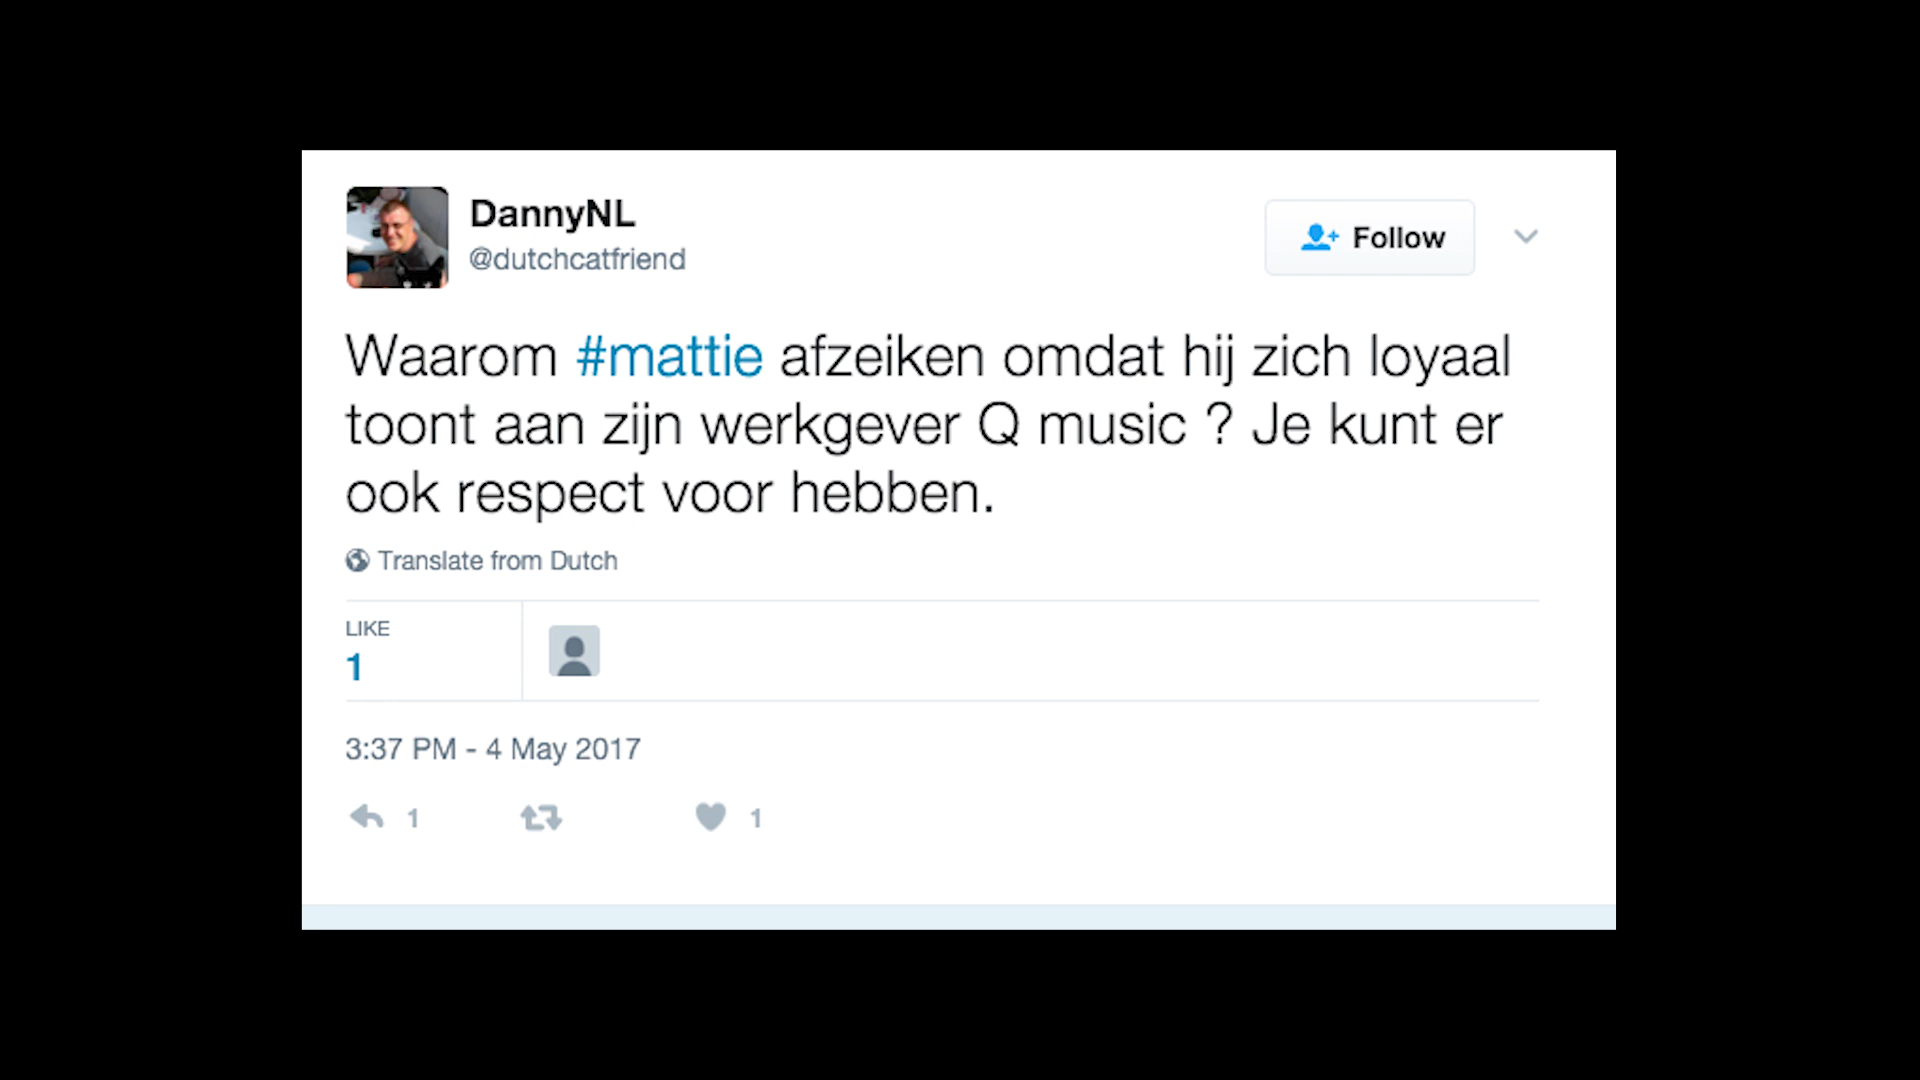 DannyNL
@dutchcatfriend
Follow
Waarom #mattie afzeiken omdat hij zich loyaal
toont aan zijn werkgever Q music ? Je kunt er
ook respect voor hebben.
Translate from Dutch
LIKE
1
3:37 PM - 4 May 2017
1 1